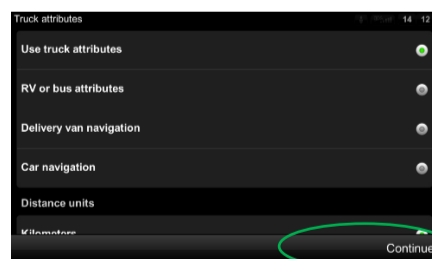 Truck attributes 14 12
Use truck attributes
RV or bus attributes
Delivery van navigation
Car navigation
Distance units
Kilometers
Continue